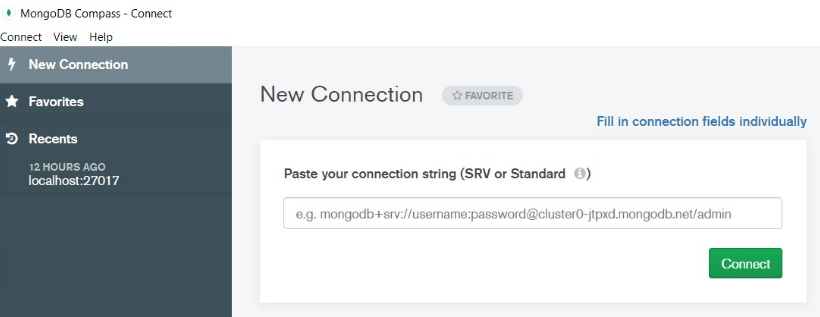 MongoDB Compass - Connect
Connect View Help
New Connection
Favorites
Recents
12 HOURS AGO
localhost:27017
New Connection
FAVORITE
Fill in connection fields individually
Paste your connection string (SRV or Standard i)
e.g. mongodb+srv://username:password@cluster0-jtpxd.mongodb.net/admin
Connect